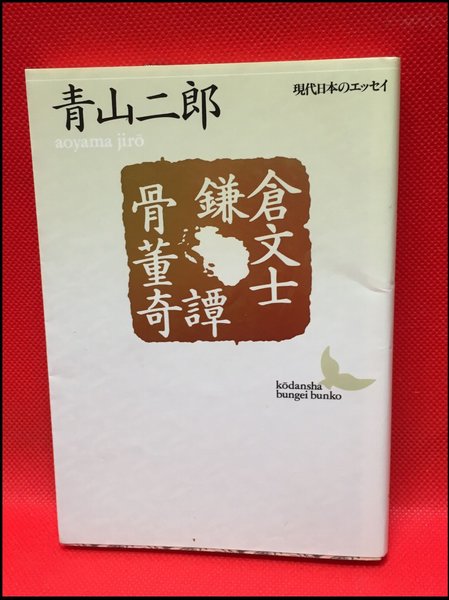 現代日本のエッセイ
青山二郎
aoyama jirō
鎌倉文士骨董奇譚
kōdansha
bungei bunko